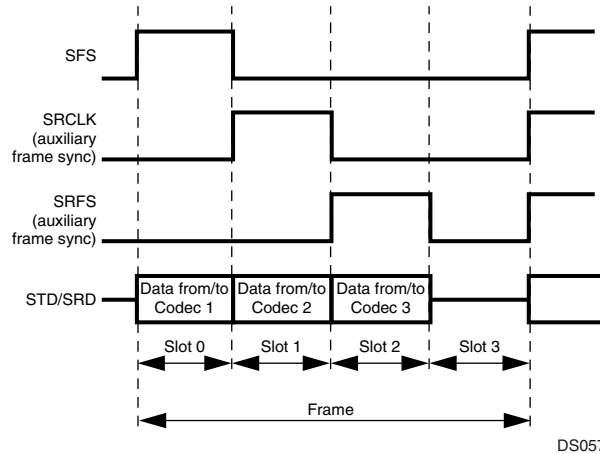 SFS
SRCLK
(auxiliary
frame sync)
SRFS
(auxiliary
frame sync)
STD/SRD
Data from/to
Codec 1
Data from/to
Codec 2
Data from/to
Codec 3
Slot 0
Slot 1
Slot 2
Slot 3
Frame
DS057